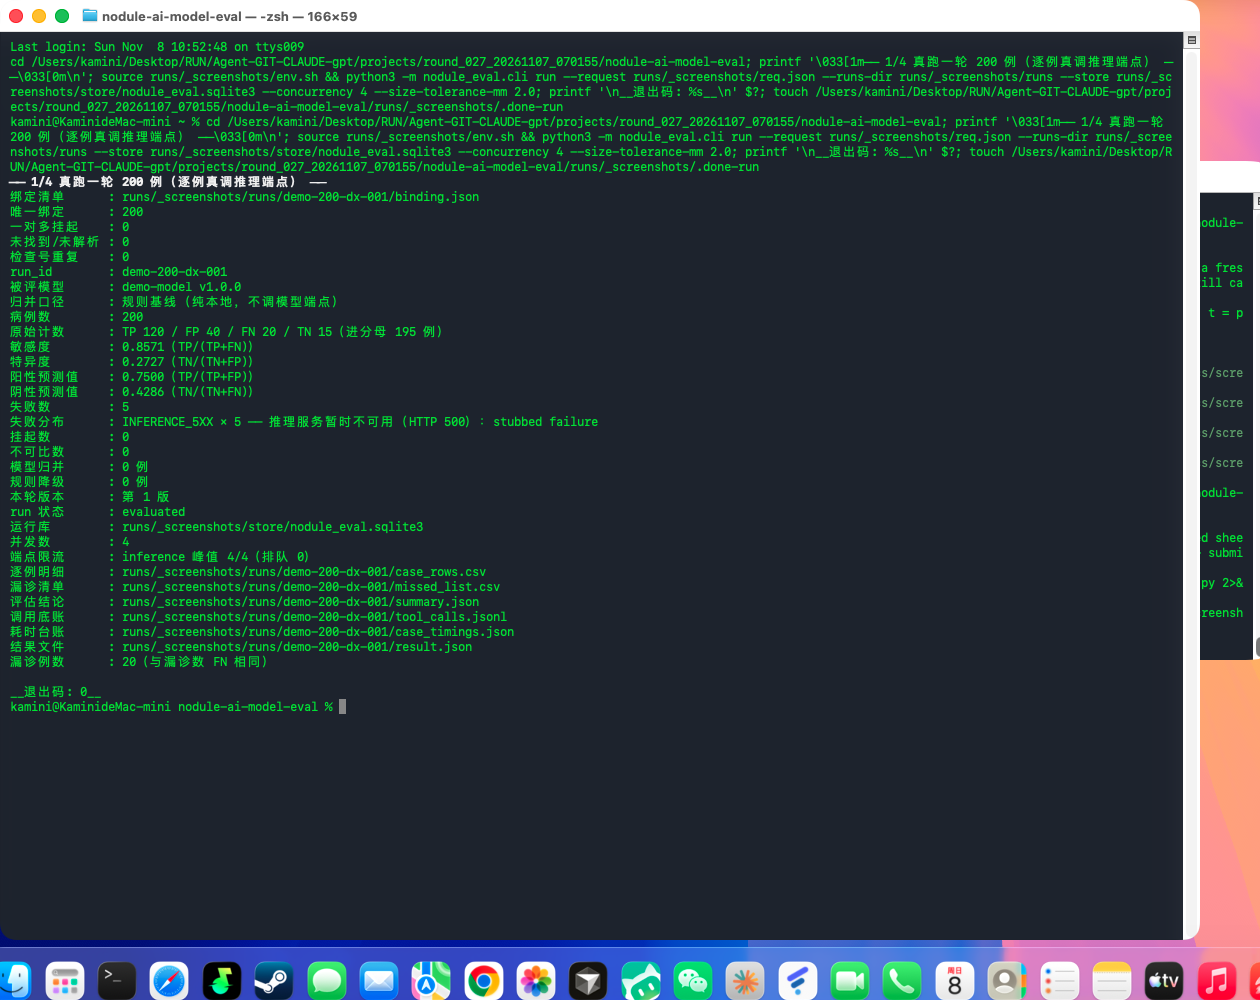 nodule-ai-model-eval — -zsh — 166×59
Last login: Sun Nov  8 10:52:48 on ttys009
cd /Users/kamini/Desktop/RUN/Agent-GIT-CLAUDE-gpt/projects/round_027_20261107_070155/nodule-ai-model-eval; printf '\033[1m—— 1/4 真跑一轮 200 例（逐例真调推理端点） —
—\033[0m\n'; source runs/_screenshots/env.sh && python3 -m nodule_eval.cli run --request runs/_screenshots/req.json --runs-dir runs/_screenshots/runs --store runs/_sc
reenshots/store/nodule_eval.sqlite3 --concurrency 4 --size-tolerance-mm 2.0; printf '\n__退出码: %s__\n' $?; touch /Users/kamini/Desktop/RUN/Agent-GIT-CLAUDE-gpt/proj
ects/round_027_20261107_070155/nodule-ai-model-eval/runs/_screenshots/.done-run
kamini@KaminideMac-mini ~ % cd /Users/kamini/Desktop/RUN/Agent-GIT-CLAUDE-gpt/projects/round_027_20261107_070155/nodule-ai-model-eval; printf '\033[1m—— 1/4 真跑一轮
200 例（逐例真调推理端点） ——\033[0m\n'; source runs/_screenshots/env.sh && python3 -m nodule_eval.cli run --request runs/_screenshots/req.json --runs-dir runs/_scree
nshots/runs --store runs/_screenshots/store/nodule_eval.sqlite3 --concurrency 4 --size-tolerance-mm 2.0; printf '\n__退出码: %s__\n' $?; touch /Users/kamini/Desktop/R
UN/Agent-GIT-CLAUDE-gpt/projects/round_027_20261107_070155/nodule-ai-model-eval/runs/_screenshots/.done-run
—— 1/4 真跑一轮 200 例（逐例真调推理端点） ——
绑定清单 : runs/_screenshots/runs/demo-200-dx-001/binding.json
唯一绑定 : 200
一对多挂起 : 0
未找到/未解析 : 0
检查号重复 : 0
run_id : demo-200-dx-001
被评模型 : demo-model v1.0.0
归并口径 : 规则基线（纯本地，不调模型端点）
病例数 : 200
原始计数 : TP 120 / FP 40 / FN 20 / TN 15（进分母 195 例）
敏感度 : 0.8571（TP/(TP+FN)）
特异度 : 0.2727（TN/(TN+FP)）
阳性预测值 : 0.7500（TP/(TP+FP)）
阴性预测值 : 0.4286（TN/(TN+FN)）
失败数 : 5
失败分布 : INFERENCE_5XX × 5 —— 推理服务暂时不可用（HTTP 500）：stubbed failure
挂起数 : 0
不可比数 : 0
模型归并 : 0 例
规则降级 : 0 例
本轮版本 : 第 1 版
run 状态 : evaluated
运行库 : runs/_screenshots/store/nodule_eval.sqlite3
并发数 : 4
端点限流 : inference 峰值 4/4（排队 0）
逐例明细 : runs/_screenshots/runs/demo-200-dx-001/case_rows.csv
漏诊清单 : runs/_screenshots/runs/demo-200-dx-001/missed_list.csv
评估结论 : runs/_screenshots/runs/demo-200-dx-001/summary.json
调用底账 : runs/_screenshots/runs/demo-200-dx-001/tool_calls.jsonl
耗时台账 : runs/_screenshots/runs/demo-200-dx-001/case_timings.json
结果文件 : runs/_screenshots/runs/demo-200-dx-001/result.json
漏诊例数 : 20（与漏诊数 FN 相同）
__退出码: 0__
kamini@KaminideMac-mini nodule-ai-model-eval %
odule-
a fres
ill ca
t = p
s/scre
s/scre
s/scre
s/scre
odule-
d shee
submi
py 2>&
reensh
周日
8
tv